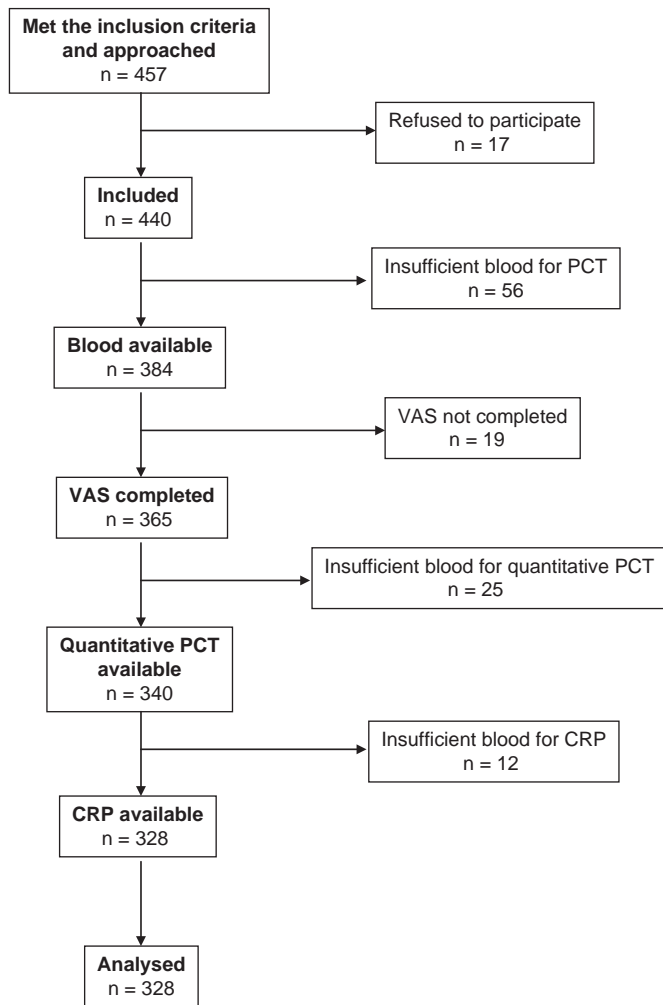 Met the inclusion criteria
and approached
n = 457
Refused to participate
n = 17
Included
n = 440
Insufficient blood for PCT
n = 56
Blood available
n = 384
VAS not completed
n = 19
VAS completed
n = 365
Insufficient blood for quantitative PCT
n = 25
Quantitative PCT
available
n = 340
Insufficient blood for CRP
n = 12
CRP available
n = 328
Analysed
n = 328